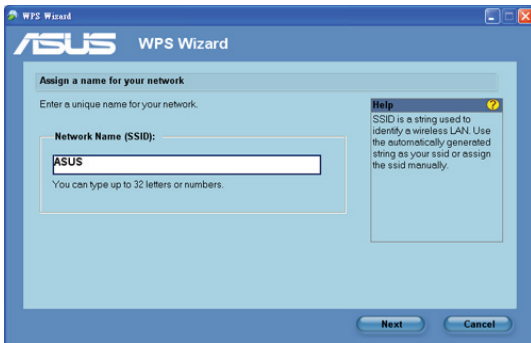 WPS Wizard
ASUS WPS Wizard
Assign a name for your network
Enter a unique name for your network.
Network Name (SSID):
ASUS
You can type up to 32 letters or numbers.
Help ?
SSID is a string used to
identify a wireless LAN. Use
the automatically generated
string as your ssid or assign
the ssid manually.
Next Cancel